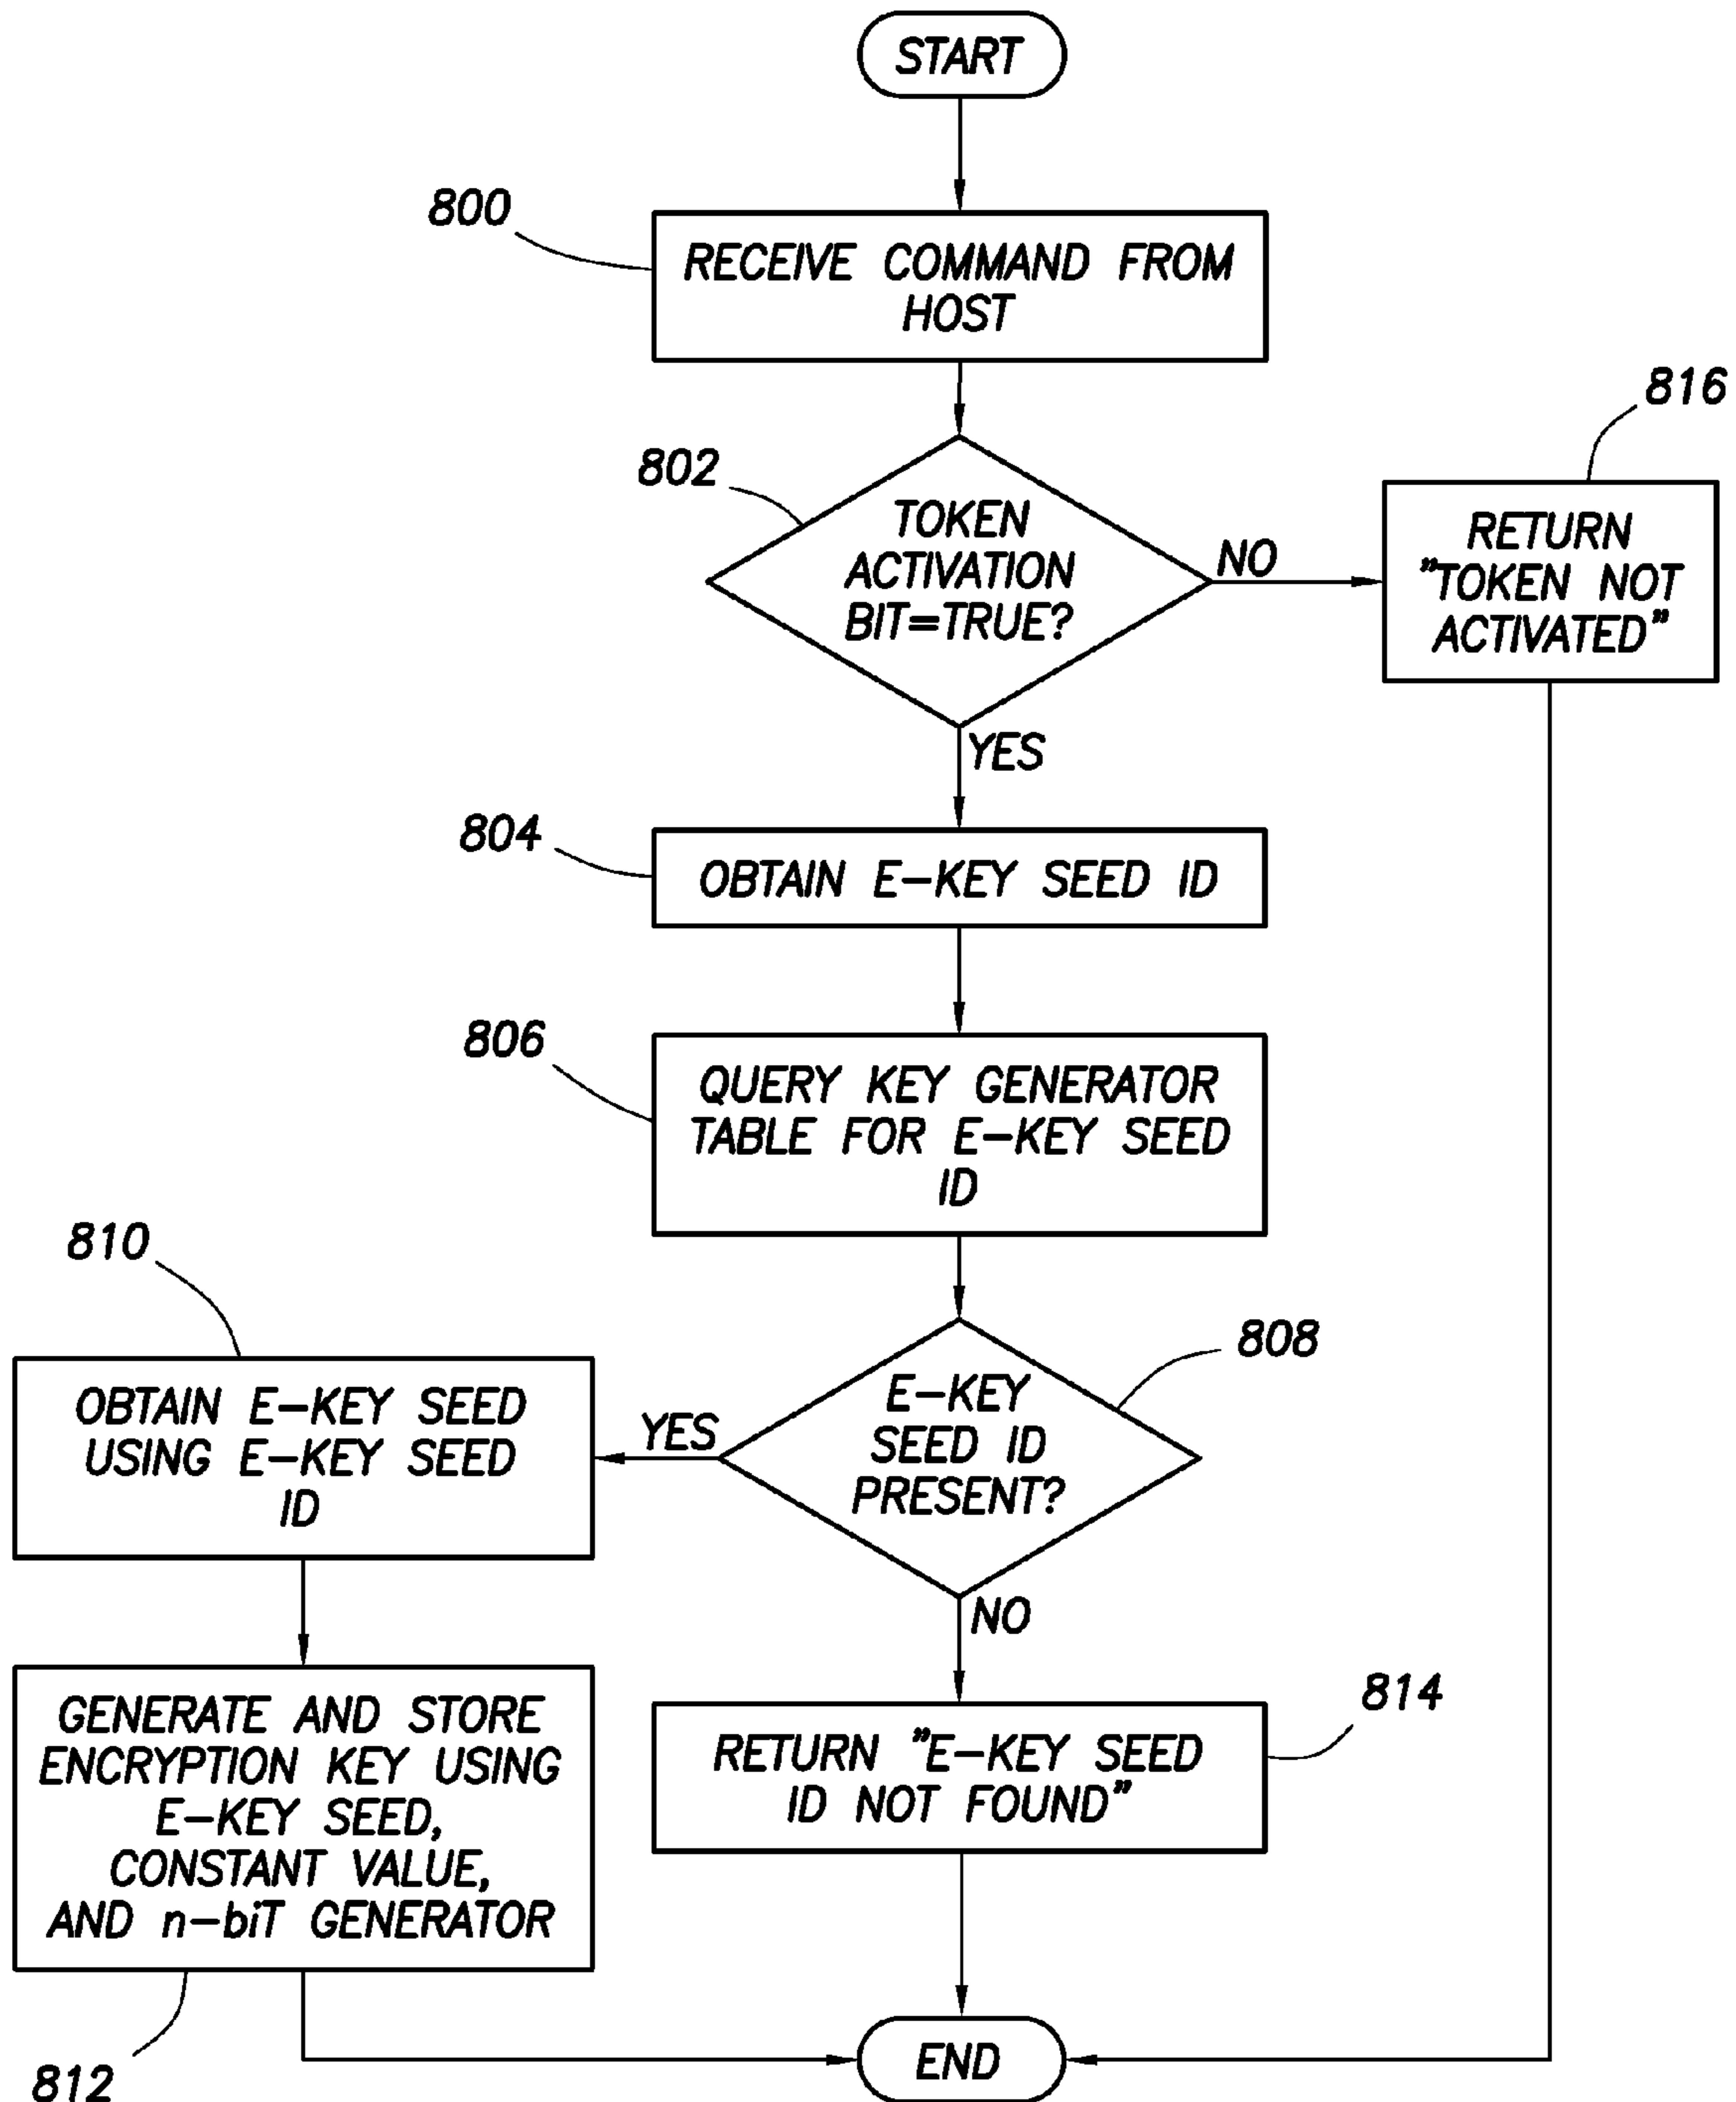 START
800
RECEIVE COMMAND FROM
HOST
816
802
TOKEN
ACTIVATION
BIT=TRUE?
NO
RETURN
"TOKEN NOT
ACTIVATED"
YES
804
OBTAIN E-KEY SEED ID
806
QUERY KEY GENERATOR
TABLE FOR E-KEY SEED
ID
810
808
OBTAIN E-KEY SEED
USING E-KEY SEED
ID
YES
E-KEY
SEED ID
PRESENT?
NO
GENERATE AND STORE
ENCRYPTION KEY USING
E-KEY SEED,
CONSTANT VALUE,
AND n-biT GENERATOR
814
RETURN "E-KEY SEED
ID NOT FOUND"
812
END